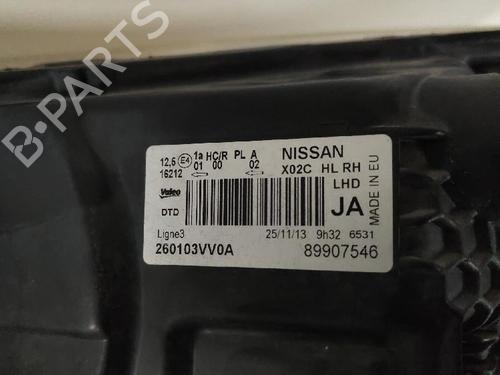 12,5 E4 1a HC/R PL A NISSAN
16212 01 00 02 X02C HL RH
Valeo LHD
DTD JA
MADE IN EU
Ligne3 25/11/13 9h32 6531
260103VV0A 89907546
B-PARTS